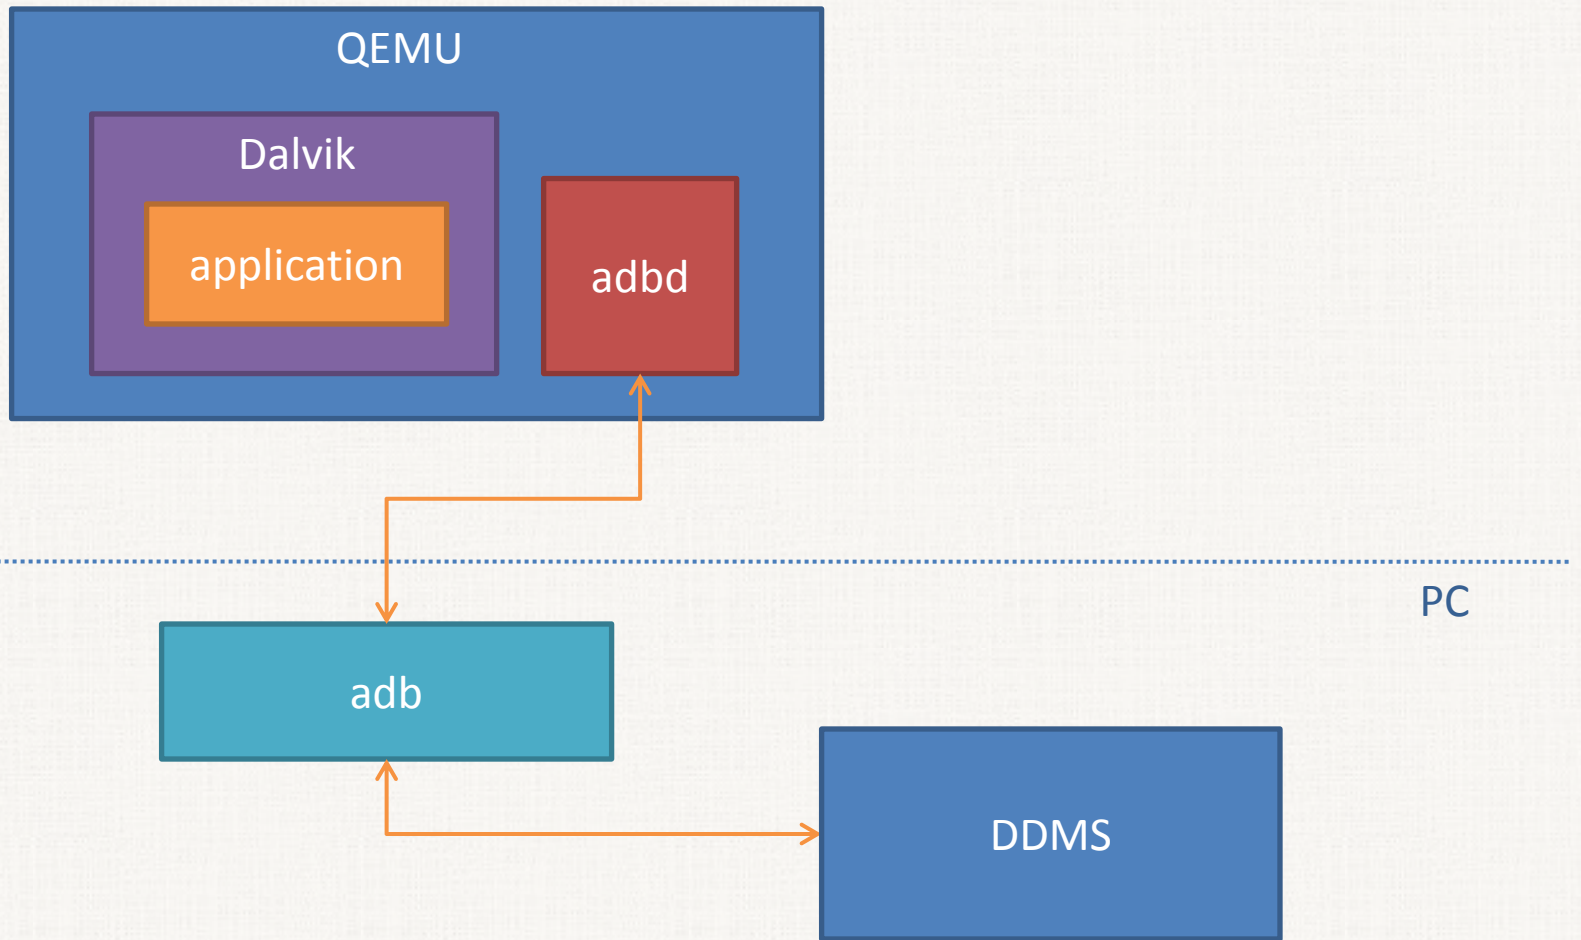 QEMU
Dalvik
application
adbd
PC
adb
DDMS